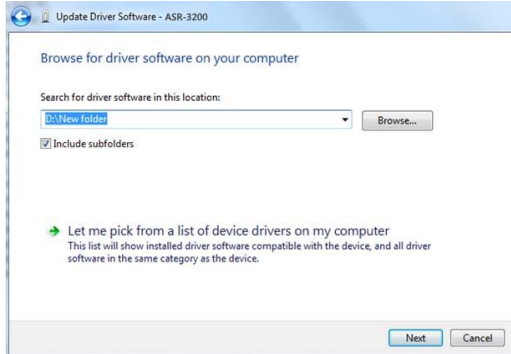 Update Driver Software - ASR-3200
Browse for driver software on your computer
Search for driver software in this location:
D:\New folder
Browse...
Include subfolders
Let me pick from a list of device drivers on my computer
This list will show installed driver software compatible with the device, and all driver
software in the same category as the device.
Next
Cancel